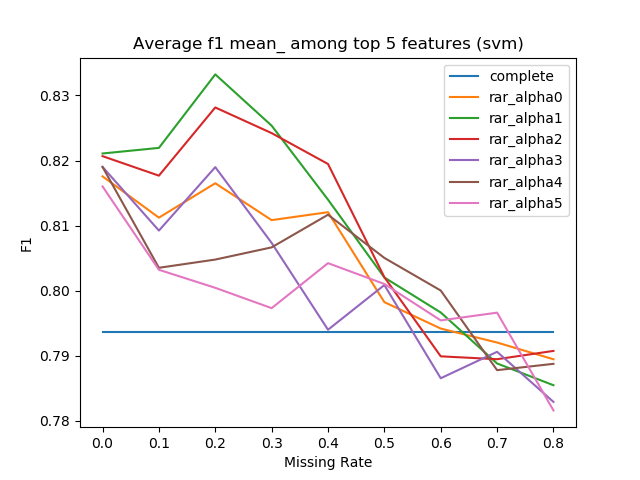 Average f1 mean_ among top 5 features (svm)
complete
rar_alpha0
rar_alpha1
rar_alpha2
rar_alpha3
rar_alpha4
rar_alpha5
0.83
0.82
0.81
0.80
0.79
0.78
F1
0.0 0.1 0.2 0.3 0.4 0.5 0.6 0.7 0.8
Missing Rate